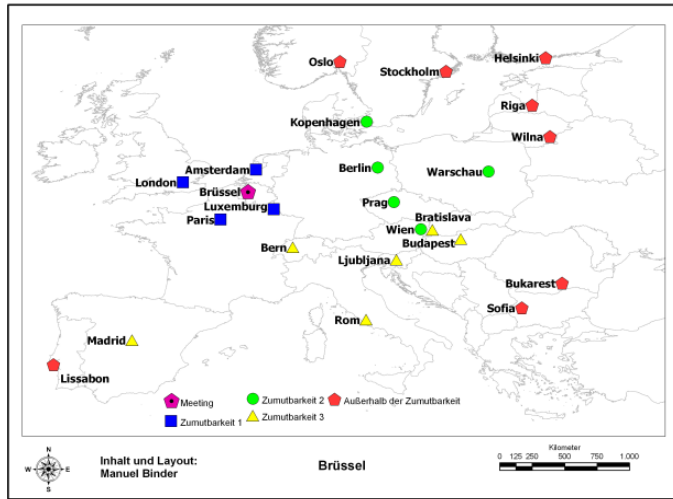 Oslo
Helsinki
Stockholm
Riga
Kopenhagen
Wilna
Amsterdam
Berlin
Warschau
London
Brüssel
Luxemburg
Prag
Paris
Bratislava
Wien
Bern
Budapest
Ljubljana
Bukarest
Sofia
Rom
Madrid
Lissabon
Meeting
Zumutbarkeit 2
Außerhalb der Zumutbarkeit
Zumutbarkeit 1
Zumutbarkeit 3
N
W
E
S
Inhalt und Layout:
Manuel Binder
Brüssel
Kilometer
0 125 250 500 750 1.000